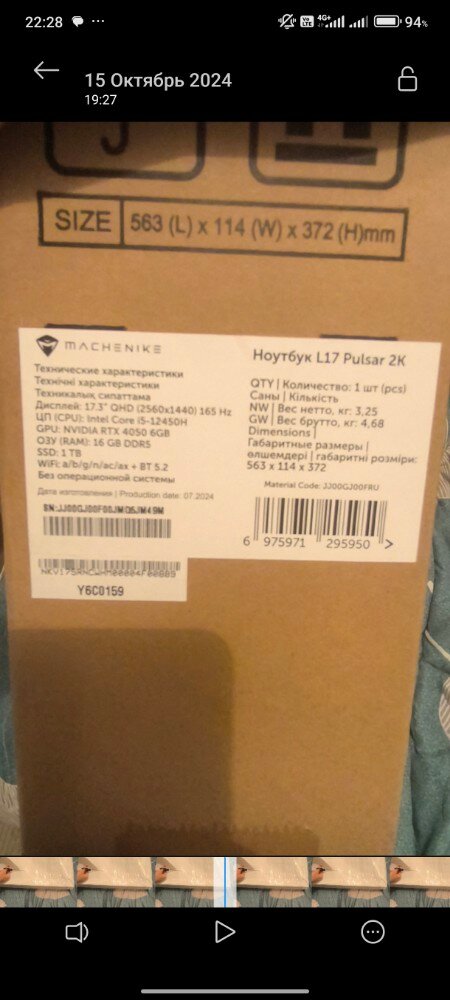 22:28
4G+
VoLTE
94%
15 Октябрь 2024
19:27
SIZE 563 (L) x 114 (W) x 372 (H)mm
MACHENIKE
Ноутбук L17 Pulsar 2K
Технические характеристики
Технічні характеристики
Техникалық сипаттама
Дисплей: 17.3" QHD (2560x1440) 165 Hz
ЦП (CPU): Intel Core i5-12450H
GPU: NVIDIA RTX 4050 6GB
ОЗУ (RAM): 16 GB DDR5
SSD: 1 TB
WiFi: a/b/g/n/ac/ax + BT 5.2
Без операционной системы
Дата изготовления | Production date: 07.2024
SN:JJ00GJ00F00JMQ6JM49M
QTY | Количество: 1 шт (pcs)
Саны | Кількість
NW | Вес нетто, кг: 3,25
GW | Вес брутто, кг: 4,68
Dimensions |
Габаритные размеры |
өлшемдері | габаритні розміри:
563 x 114 x 372
Material Code: JJ00GJ00FRU
6 975971 295950 >
Y6C0159